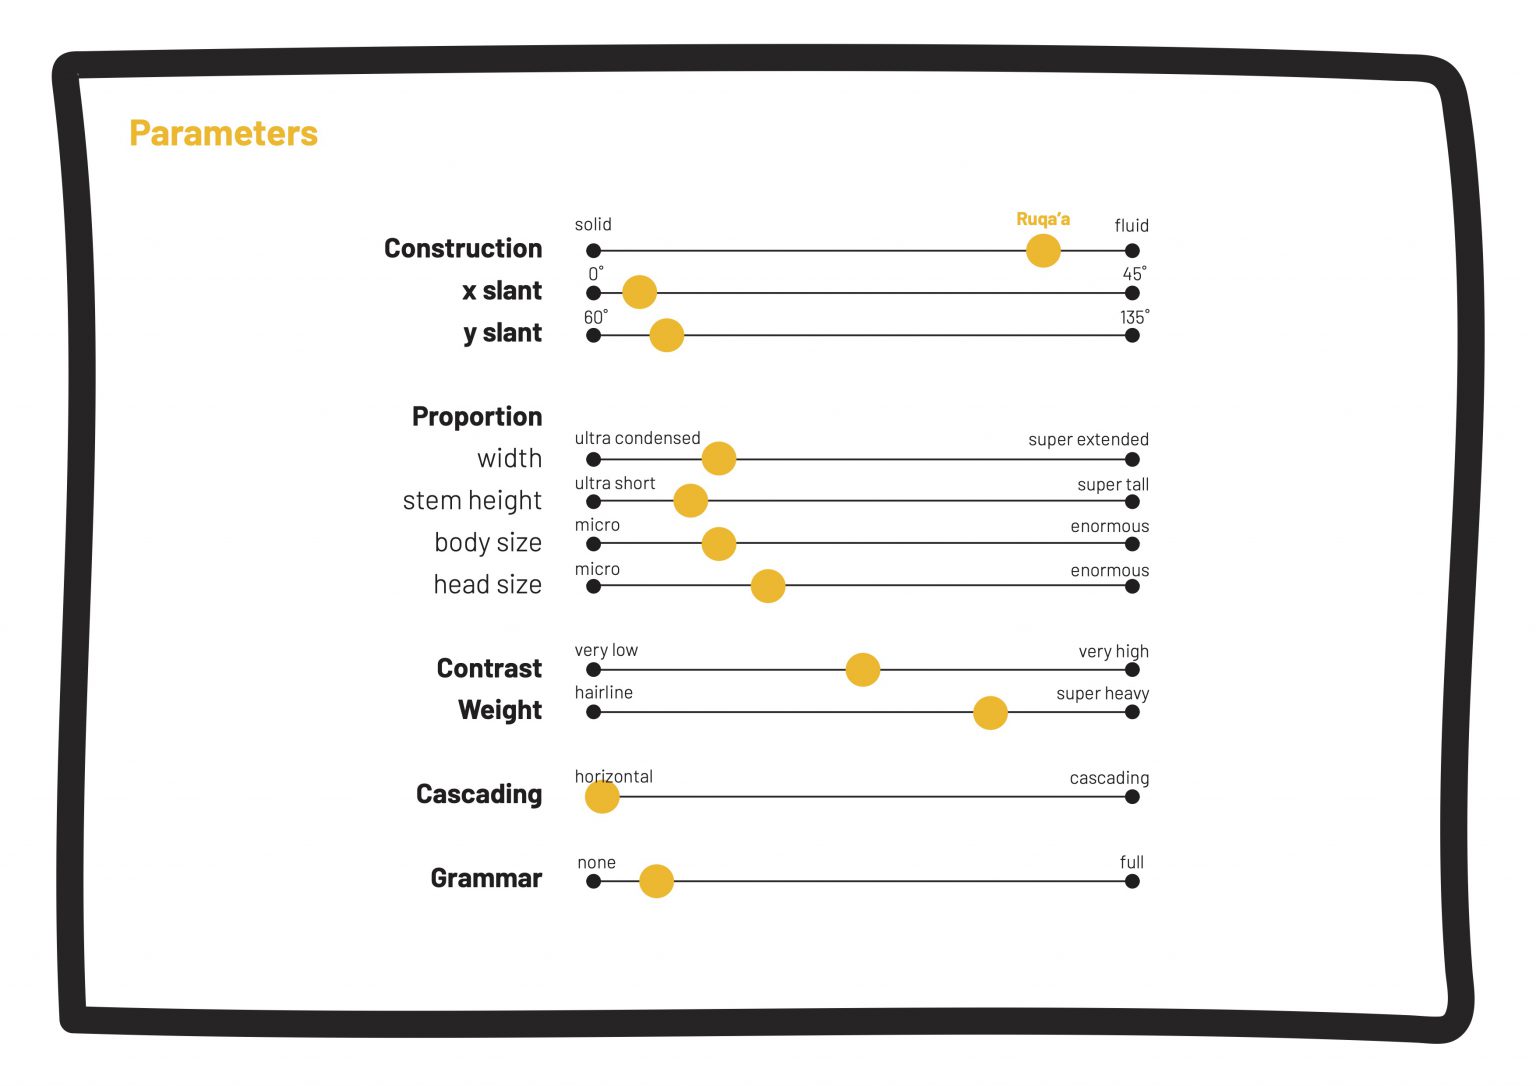 Parameters
Ruqa’a
solid fluid
Construction
0° 45°
x slant
60° 135°
y slant
Proportion
ultra condensed super extended
width
ultra short super tall
stem height
micro enormous
body size
micro enormous
head size
very low very high
Contrast
hairline super heavy
Weight
horizontal cascading
Cascading
none full
Grammar